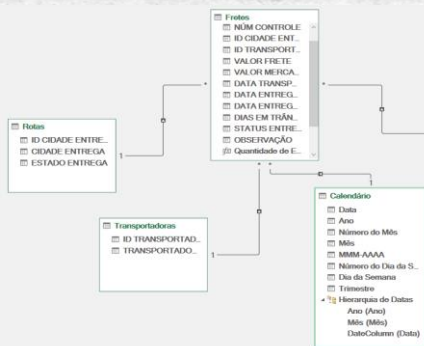 Fretes
NÚM CONTROLE
ID CIDADE ENT...
ID TRANSPORT...
VALOR FRETE
VALOR MERCA...
DATA TRANSP...
DATA ENTREG...
DATA ENTREG...
DIAS EM TRÂN...
STATUS ENTRE...
OBSERVAÇÃO
Quantidade de E...
Rotas
ID CIDADE ENTRE...
CIDADE ENTREGA
ESTADO ENTREGA
1
*
*
* *
Transportadoras
ID TRANSPORTAD...
TRANSPORTADO...
1
1
Calendário
Data
Ano
Número do Mês
Mês
MMM-AAAA
Número do Dia da S...
Dia da Semana
Trimestre
Hierarquia de Datas
Ano (Ano)
Mês (Mês)
DateColumn (Data)